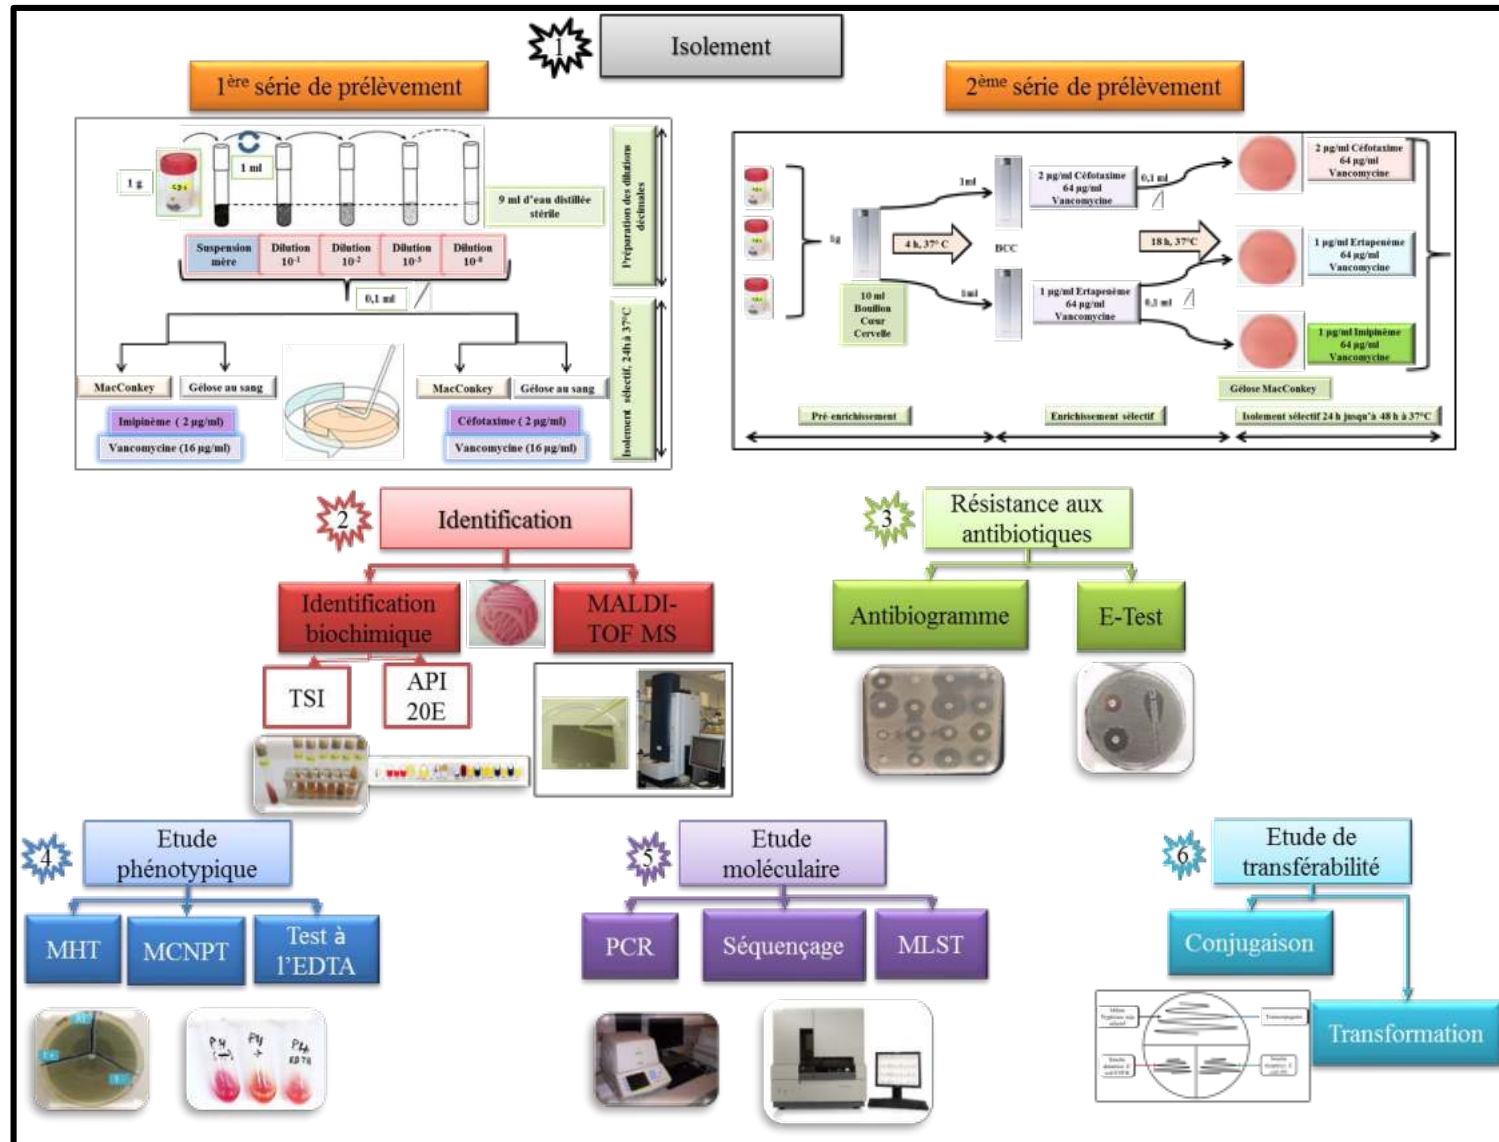 1
Isolement
1ère série de prélèvement
2ème série de prélèvement
1 g
1 ml
9 ml d'eau distillée
stérile
Suspension
mère
Dilution
10-1
Dilution
10-2
Dilution
Dilution
0,1 ml
Préparation des dilutions
décimales
MacConkey
Gélose au sang
MacConkey
Gélose au sang
Imipinème ( 2 µg/ml)
Vancomycine (16 µg/ml)
Céfotaxime ( 2 µg/ml)
Vancomycine (16 µg/ml)
Isolement sélectif, 24h à 37°C
1g
10 ml
Bouillon
Cœur
Cervelle
1ml
1ml
4 h, 37° C
BCC
2 µg/ml Céfotaxime
64 µg/ml
Vancomycine
1 µg/ml Ertapenème
64 µg/ml
Vancomycine
0,1 ml
0,1 ml
18 h, 37°C
2 µg/ml Céfotaxime
64 µg/ml
Vancomycine
1 µg/ml Ertapenème
64 µg/ml
Vancomycine
1 µg/ml Imipinème
64 µg/ml
Vancomycine
Gélose MacConkey
Pré-enrichissement
Enrichissement sélectif
Isolement sélectif 24 h jusqu'à 48 h à 37°C
2
Identification
Identification
biochimique
MALDI-
TOF MS
TSI
API
20E
3
Résistance aux
antibiotiques
Antibiogramme
E-Test
4
Etude
phénotypique
MHT
MCNPT
Test à
l'EDTA
5
Etude
moléculaire
PCR
Séquençage
MLST
6
Etude de
transférabilité
Conjugaison
Transformation
EDTA